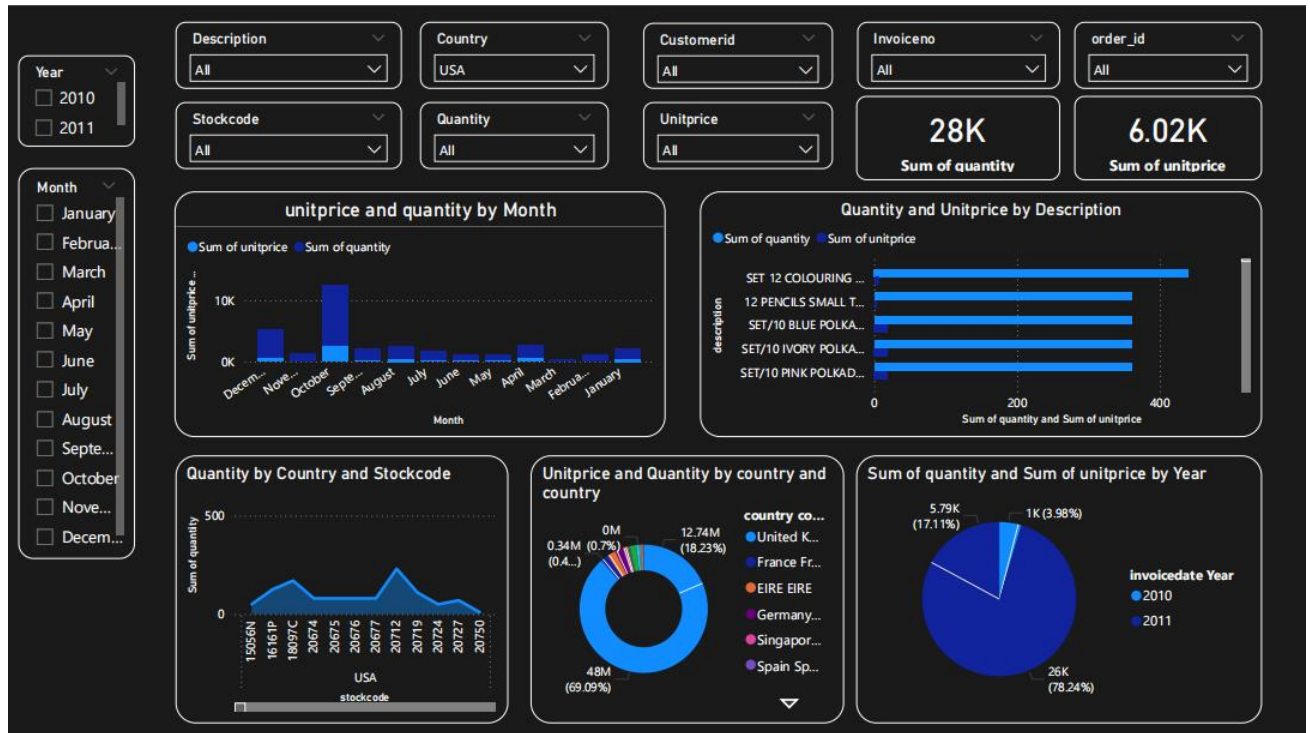 Description
All
Country
USA
Customerid
All
Invoiceno
All
order_id
All
Year
2010
2011
Stockcode
All
Quantity
All
Unitprice
All
28K
Sum of quantity
6.02K
Sum of unitprice
Month
January
Februa...
March
April
May
June
July
August
Septe...
October
Nove...
Decem...
unitprice and quantity by Month
Sum of unitprice Sum of quantity
Sum of unitprice ...
10K
0K
Decem... Nove... October Septe... August July June May April March Februa... January
Month
Quantity and Unitprice by Description
Sum of quantity Sum of unitprice
description
SET 12 COLOURING ...
12 PENCILS SMALL T...
SET/10 BLUE POLKA...
SET/10 IVORY POLKA...
SET/10 PINK POLKAD...
0 200 400
Sum of quantity and Sum of unitprice
Quantity by Country and Stockcode
Sum of quantity
500
0
15056N 16161P 18097C 20674 20675 20676 20677 20712 20719 20724 20727 20750
USA
stockcode
Unitprice and Quantity by country and
country
0M
0.34M (0.7%)
(0.4...)
12.74M
(18.23%)
48M
(69.09%)
country co...
United K...
France Fr...
EIRE EIRE
Germany...
Singapor...
Spain Sp...
Sum of quantity and Sum of unitprice by Year
5.79K
(17.11%)
1K (3.98%)
26K
(78.24%)
invoicedate Year
2010
2011